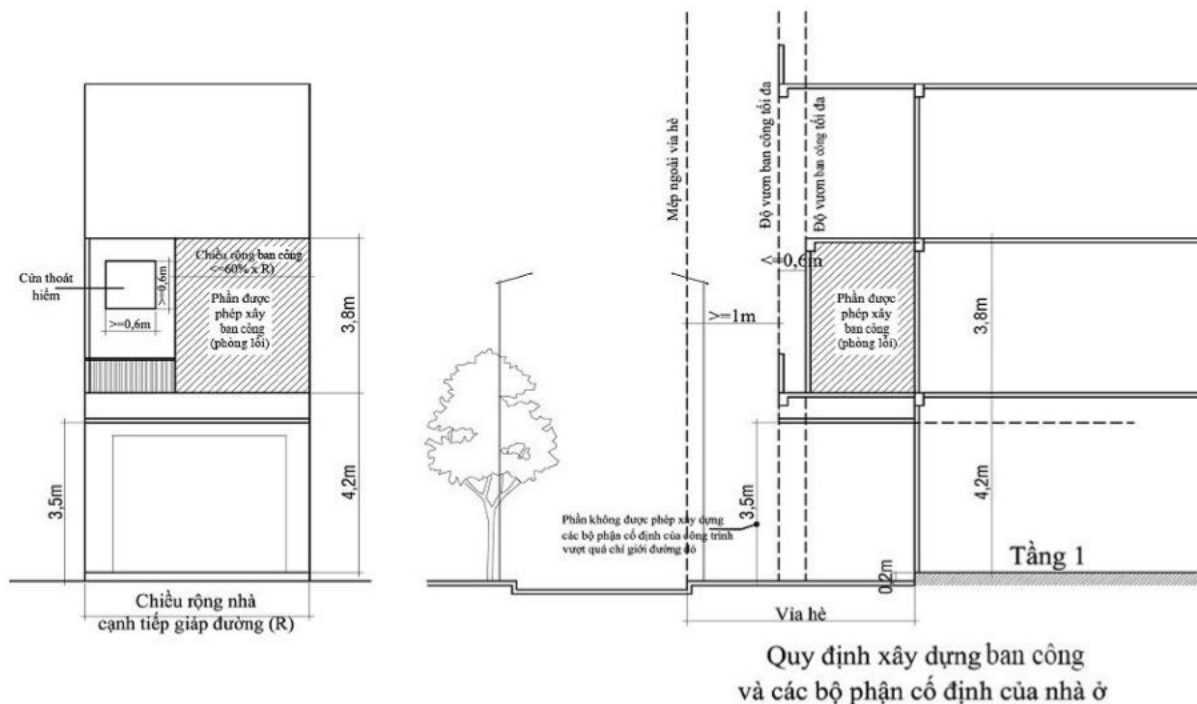 Cửa thoát
hiểm
Chiều rộng ban công
<=60% x R)
>=0,6m
>=0,6m
Phần được
phép xây
ban công
(phòng lồi)
3,8m
3,5m
4,2m
Chiều rộng nhà
cạnh tiếp giáp đường (R)
Mép ngoài vỉa hè
Độ vươn ban công tối đa
Độ vươn ban công tối đa
<=0,6m
>=1m
Phần được
phép xây
ban công
(phòng lồi)
3,8m
3,5m
4,2m
Phần không được phép xây dựng
các bộ phận cố định của công trình
vượt quá chỉ giới đường đỏ
0,2m
Tầng 1
Vỉa hè
Quy định xây dựng ban công
và các bộ phận cố định của nhà ở